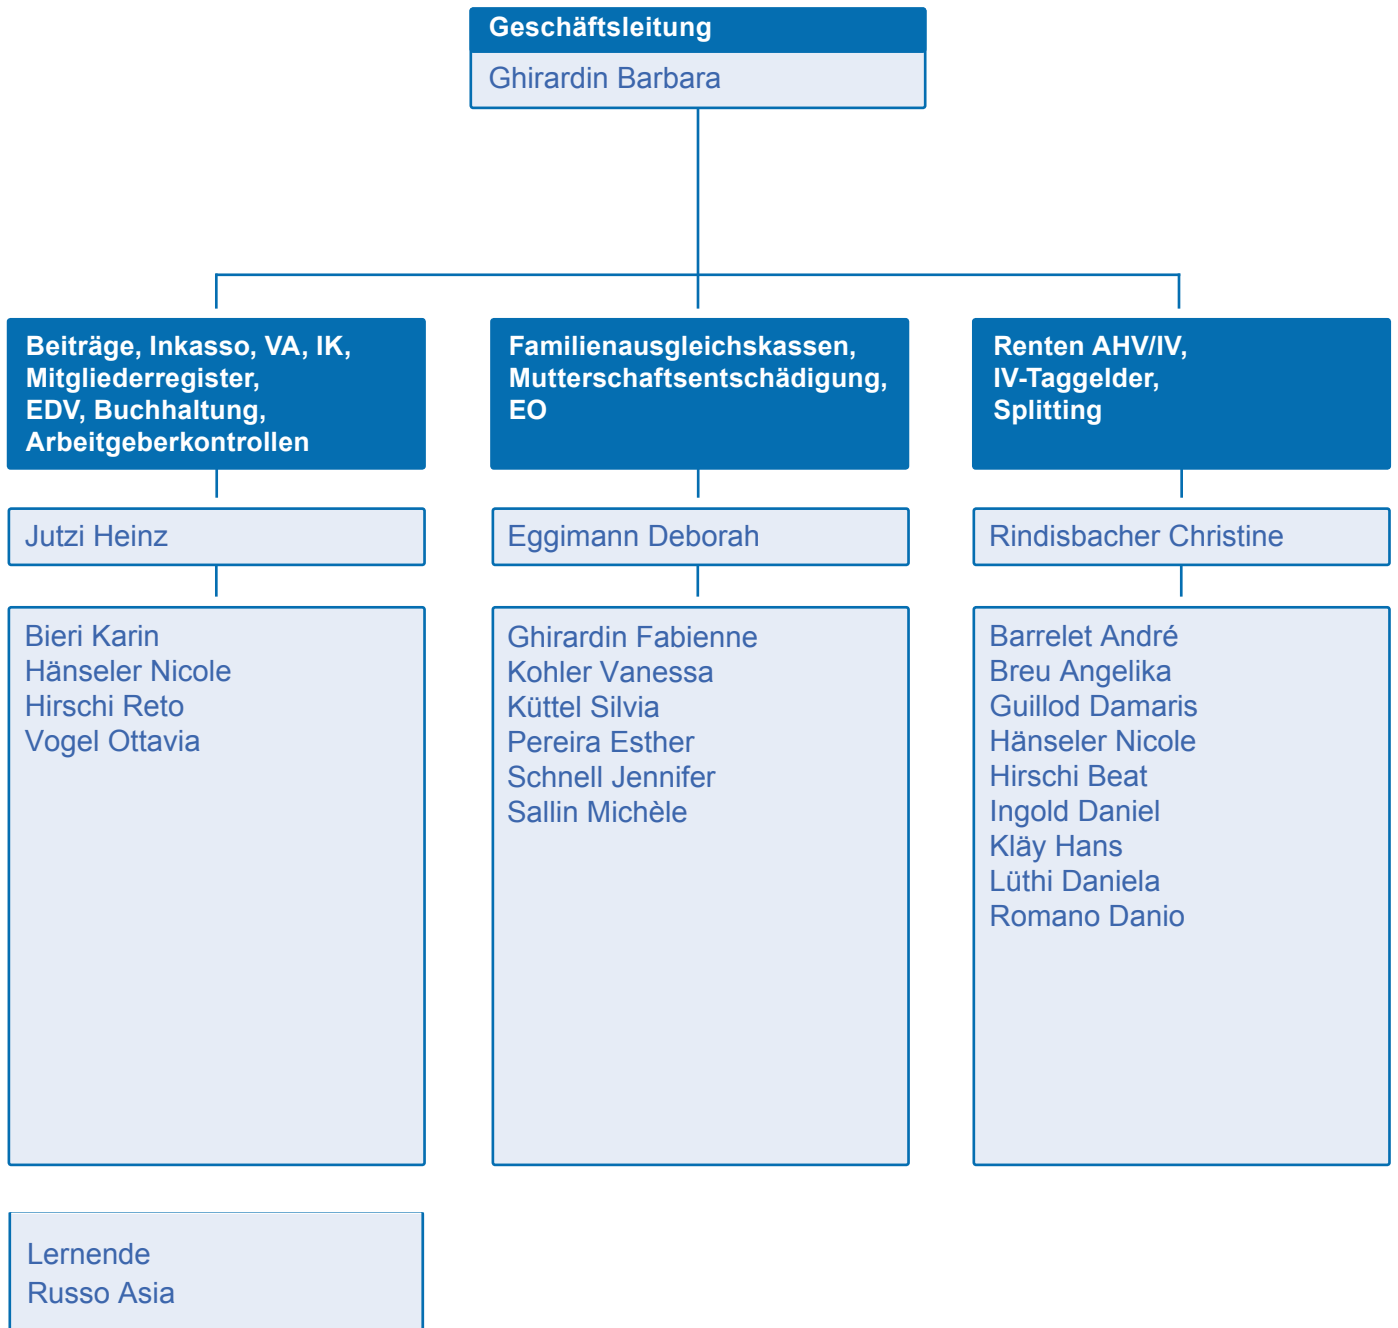 Geschäftsleitung
Ghirardin Barbara
Beiträge, Inkasso, VA, IK,
Mitgliederregister,
EDV, Buchhaltung,
Arbeitgeberkontrollen
Jutzi Heinz
Bieri Karin
Hänseler Nicole
Hirschi Reto
Vogel Ottavia
Familienausgleichskassen,
Mutterschaftsentschädigung,
EO
Eggimann Deborah
Ghirardin Fabienne
Kohler Vanessa
Küttel Silvia
Pereira Esther
Schnell Jennifer
Sallin Michèle
Renten AHV/IV,
IV-Taggelder,
Splitting
Rindisbacher Christine
Barrelet André
Breu Angelika
Guillod Damaris
Hänseler Nicole
Hirschi Beat
Ingold Daniel
Kläy Hans
Lüthi Daniela
Romano Danio
Lernende
Russo Asia